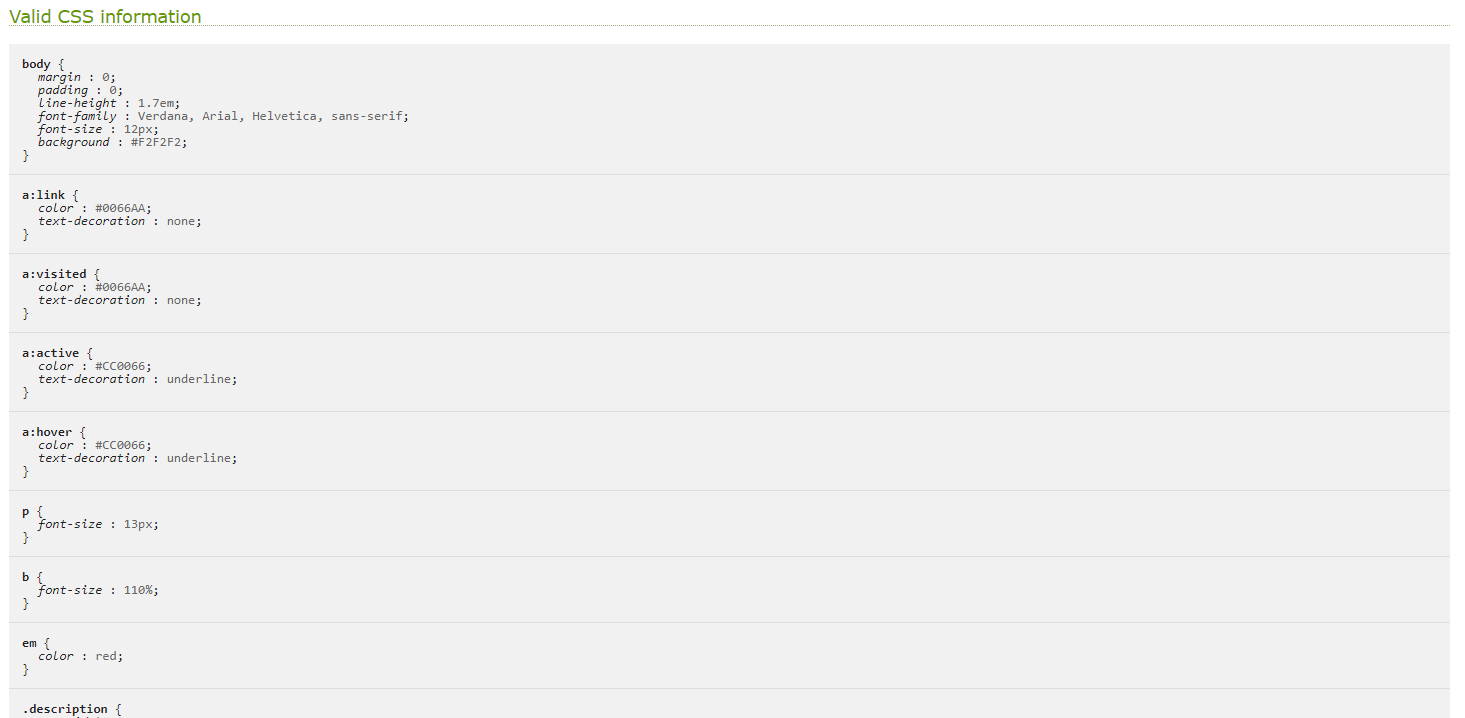 Valid CSS information
body {
margin : 0;
padding : 0;
line-height : 1.7em;
font-family : Verdana, Arial, Helvetica, sans-serif;
font-size : 12px;
background : #F2F2F2;
}
a:link {
color : #0066AA;
text-decoration : none;
}
a:visited {
color : #0066AA;
text-decoration : none;
}
a:active {
color : #CC0066;
text-decoration : underline;
}
a:hover {
color : #CC0066;
text-decoration : underline;
}
p {
font-size : 13px;
}
b {
font-size : 110%;
}
em {
color : red;
}
.description {